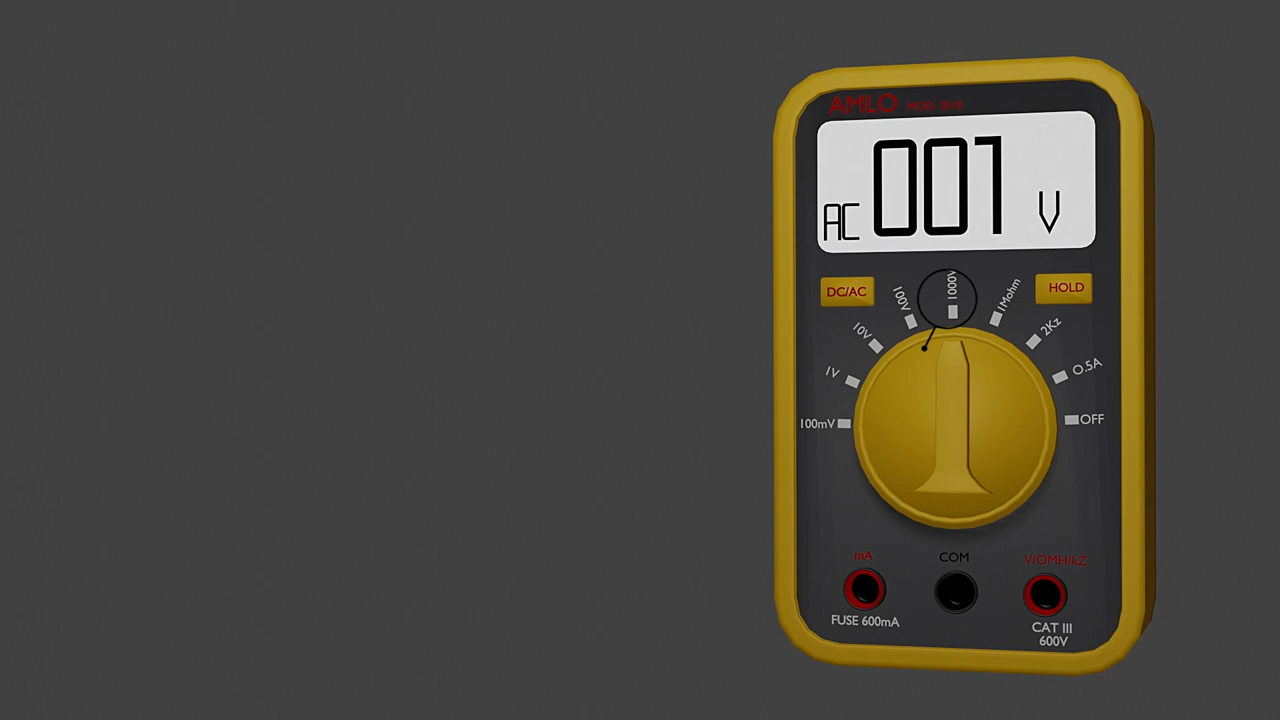 AMLO
001
AC V
DC/AC
HOLD
100mV
1V
10V
100V
1000V
1Mohm
2Kz
0.5A
OFF
mA
COM
V/OMH/kZ
FUSE 600mA
CAT III
600V